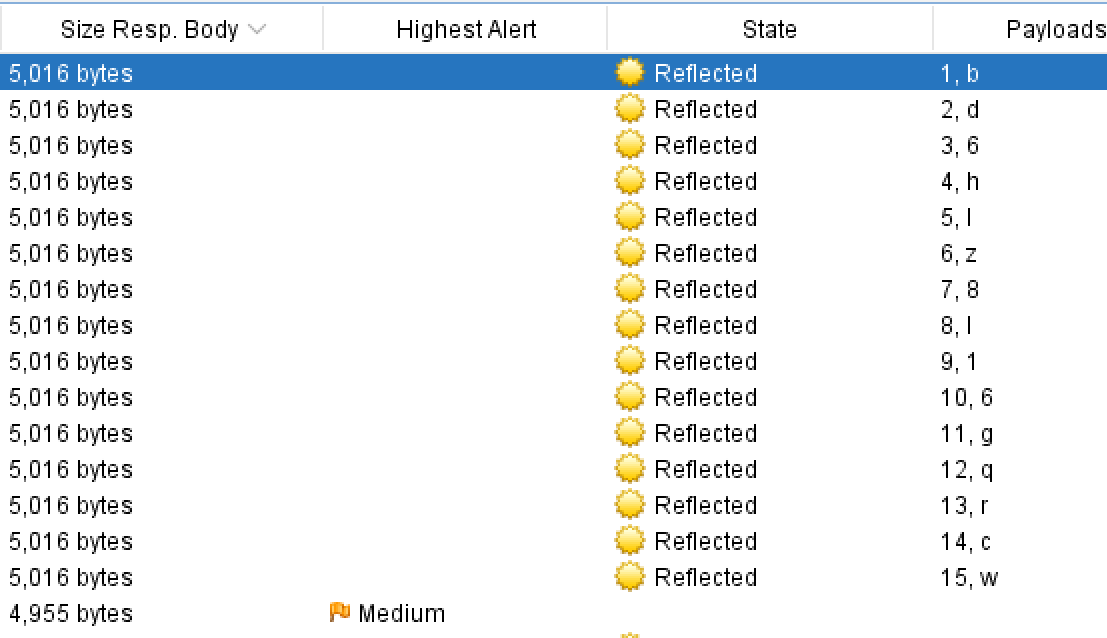 Size Resp. Body Highest Alert State Payloads
5,016 bytes Reflected 1, b
5,016 bytes Reflected 2, d
5,016 bytes Reflected 3, 6
5,016 bytes Reflected 4, h
5,016 bytes Reflected 5, l
5,016 bytes Reflected 6, z
5,016 bytes Reflected 7, 8
5,016 bytes Reflected 8, l
5,016 bytes Reflected 9, 1
5,016 bytes Reflected 10, 6
5,016 bytes Reflected 11, g
5,016 bytes Reflected 12, q
5,016 bytes Reflected 13, r
5,016 bytes Reflected 14, c
5,016 bytes Reflected 15, w
4,955 bytes Medium